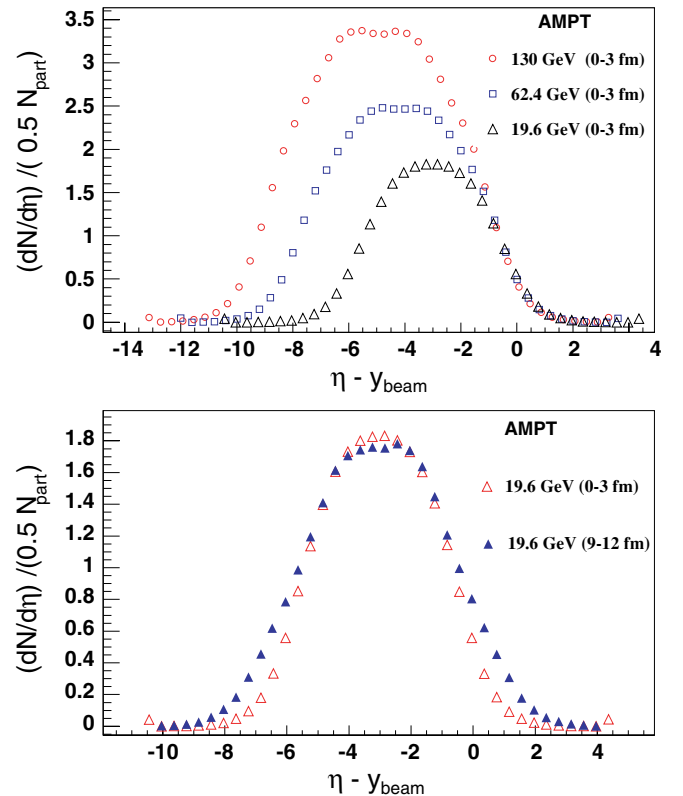 AMPT
130 GeV (0-3 fm)
62.4 GeV (0-3 fm)
19.6 GeV (0-3 fm)
(dN/dη) /( 0.5 N_part)
3.5
3
2.5
2
1.5
1
0.5
0
-14 -12 -10 -8 -6 -4 -2 0 2 4
η - y_beam
AMPT
19.6 GeV (0-3 fm)
19.6 GeV (9-12 fm)
(dN/dη) /(0.5 N_part)
1.8
1.6
1.4
1.2
1
0.8
0.6
0.4
0.2
0
-10 -8 -6 -4 -2 0 2 4
η - y_beam